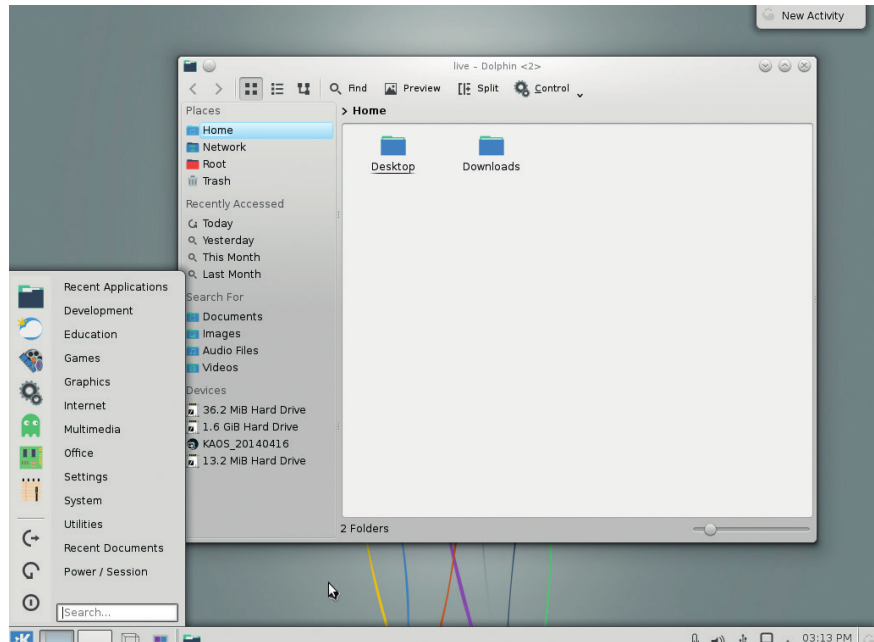 New Activity
live - Dolphin <2>
Find
Preview
Split
Control
Places
> Home
Home
Network
Root
Trash
Recently Accessed
Today
Yesterday
This Month
Last Month
Search For
Documents
Images
Audio Files
Videos
Devices
36.2 MiB Hard Drive
1.6 GiB Hard Drive
KAOS_20140416
13.2 MiB Hard Drive
Desktop
Downloads
2 Folders
Recent Applications
Development
Education
Games
Graphics
Internet
Multimedia
Office
Settings
System
Utilities
Recent Documents
Power / Session
Search...
03:13 PM